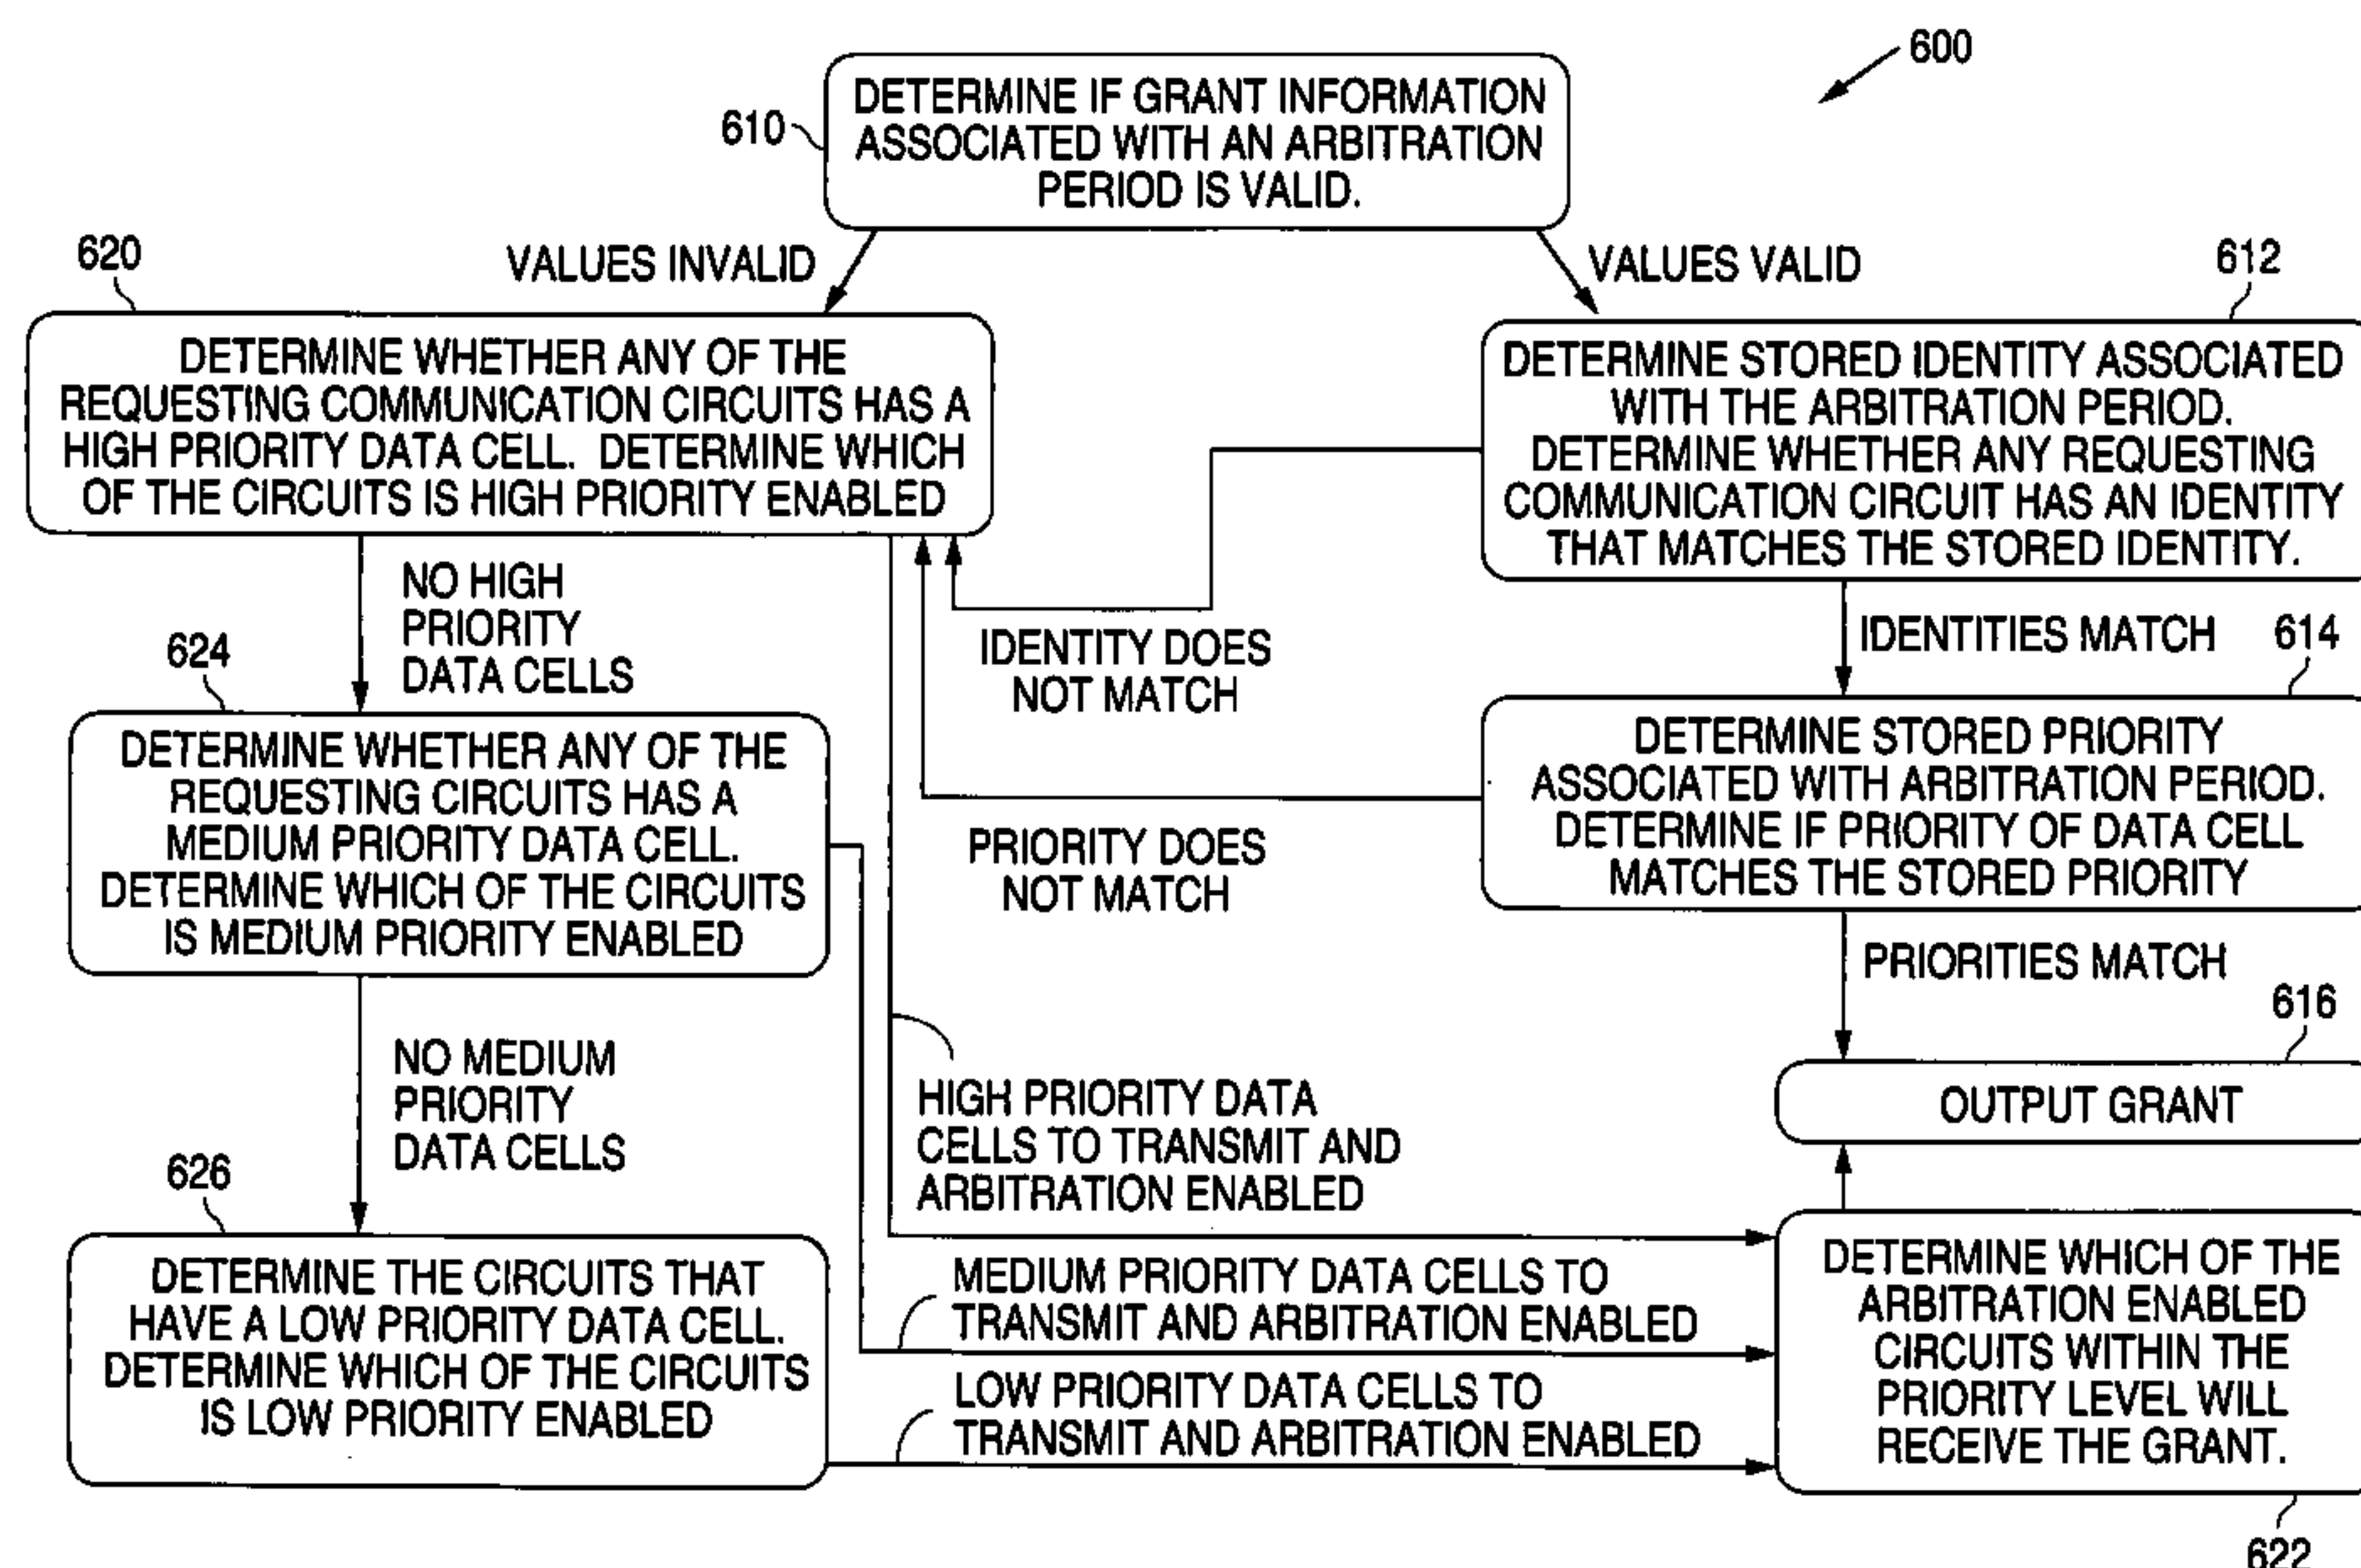 600
610
DETERMINE IF GRANT INFORMATION
ASSOCIATED WITH AN ARBITRATION
PERIOD IS VALID.
VALUES INVALID
VALUES VALID
620
DETERMINE WHETHER ANY OF THE
REQUESTING COMMUNICATION CIRCUITS HAS A
HIGH PRIORITY DATA CELL. DETERMINE WHICH
OF THE CIRCUITS IS HIGH PRIORITY ENABLED
612
DETERMINE STORED IDENTITY ASSOCIATED
WITH THE ARBITRATION PERIOD.
DETERMINE WHETHER ANY REQUESTING
COMMUNICATION CIRCUIT HAS AN IDENTITY
THAT MATCHES THE STORED IDENTITY.
NO HIGH
PRIORITY
DATA CELLS
IDENTITY DOES
NOT MATCH
IDENTITIES MATCH
624
DETERMINE WHETHER ANY OF THE
REQUESTING CIRCUITS HAS A
MEDIUM PRIORITY DATA CELL.
DETERMINE WHICH OF THE CIRCUITS
IS MEDIUM PRIORITY ENABLED
614
DETERMINE STORED PRIORITY
ASSOCIATED WITH ARBITRATION PERIOD.
DETERMINE IF PRIORITY OF DATA CELL
MATCHES THE STORED PRIORITY
PRIORITY DOES
NOT MATCH
PRIORITIES MATCH
616
OUTPUT GRANT
NO MEDIUM
PRIORITY
DATA CELLS
HIGH PRIORITY DATA
CELLS TO TRANSMIT AND
ARBITRATION ENABLED
626
DETERMINE THE CIRCUITS THAT
HAVE A LOW PRIORITY DATA CELL.
DETERMINE WHICH OF THE CIRCUITS
IS LOW PRIORITY ENABLED
MEDIUM PRIORITY DATA CELLS TO
TRANSMIT AND ARBITRATION ENABLED
LOW PRIORITY DATA CELLS TO
TRANSMIT AND ARBITRATION ENABLED
DETERMINE WHICH OF THE
ARBITRATION ENABLED
CIRCUITS WITHIN THE
PRIORITY LEVEL WILL
RECEIVE THE GRANT.
622